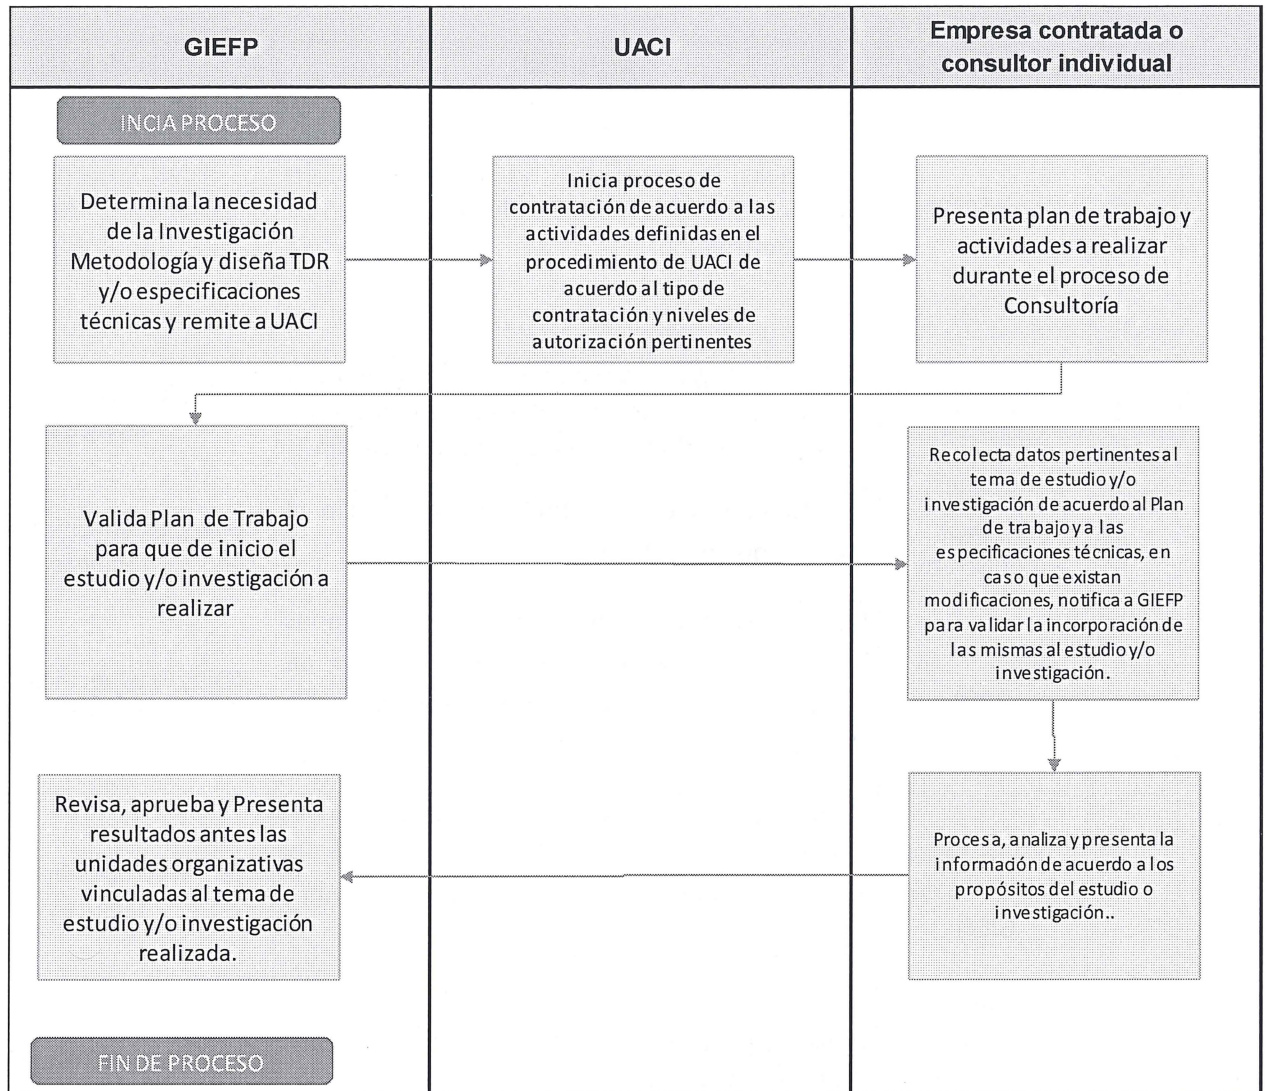 GIEFP
UACI
Empresa contratada o
consultor individual
INCIA PROCESO
Determina la necesidad
de la Investigación
Metodología y diseña TDR
y/o especificaciones
técnicas y remite a UACI
Inicia proceso de
contratación de acuerdo a las
actividades definidas en el
procedimiento de UACI de
acuerdo al tipo de
contratación y niveles de
autorización pertinentes
Presenta plan de trabajo y
actividades a realizar
durante el proceso de
Consultoría
Valida Plan de Trabajo
para que de inicio el
estudio y/o investigación a
realizar
Recolecta datos pertinentes al
tema de estudio y/o
investigación de acuerdo al Plan
de trabajo y a las
especificaciones técnicas, en
caso que existan
modificaciones, notifica a GIEFP
para validar la incorporación de
las mismas al estudio y/o
investigación.
Procesa, analiza y presenta la
información de acuerdo a los
propósitos del estudio o
investigación..
Revisa, aprueba y Presenta
resultados antes las
unidades organizativas
vinculadas al tema de
estudio y/o investigación
realizada.
FIN DE PROCESO